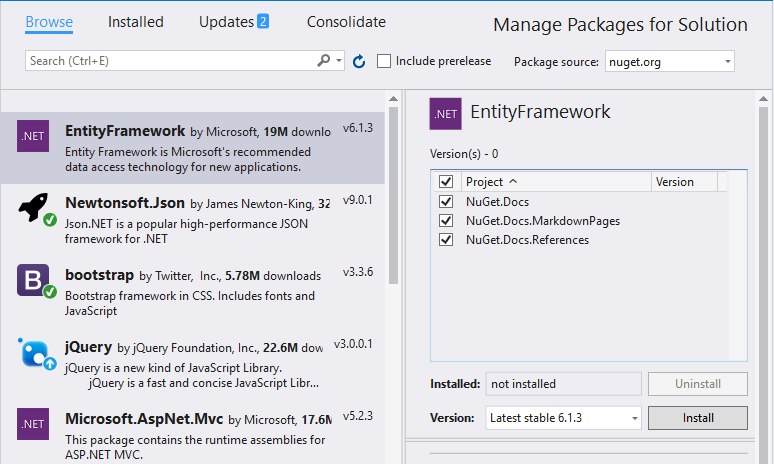 Browse Installed Updates 2 Consolidate Manage Packages for Solution
Search (Ctrl+E) Include prerelease Package source: nuget.org
.NET
EntityFramework by Microsoft, 19M downlo v6.1.3
Entity Framework is Microsoft's recommended
data access technology for new applications.
Newtonsoft.Json by James Newton-King, 32 v9.0.1
Json.NET is a popular high-performance JSON
framework for .NET
B
bootstrap by Twitter, Inc., 5.78M downloads v3.3.6
Bootstrap framework in CSS. Includes fonts and
JavaScript
jQuery by jQuery Foundation, Inc., 22.6M dow v3.0.0.1
jQuery is a new kind of JavaScript Library.
jQuery is a fast and concise JavaScript Libr...
.NET
Microsoft.AspNet.Mvc by Microsoft, 17.6M v5.2.3
This package contains the runtime assemblies for
ASP.NET MVC.
.NET EntityFramework
Version(s) - 0
Project Version
NuGet.Docs
NuGet.Docs.MarkdownPages
NuGet.Docs.References
Installed: not installed Uninstall
Version: Latest stable 6.1.3 Install